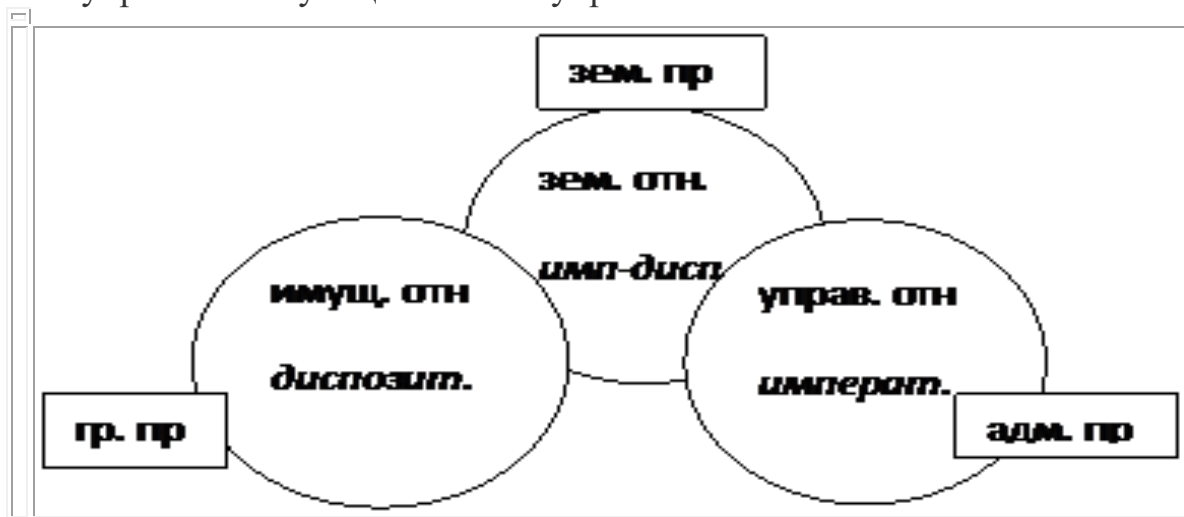 зем. пр
зем. отн.
имп-дисп
имущ. отн
диспозит.
гр. пр
управ. отн
императ.
адм. пр